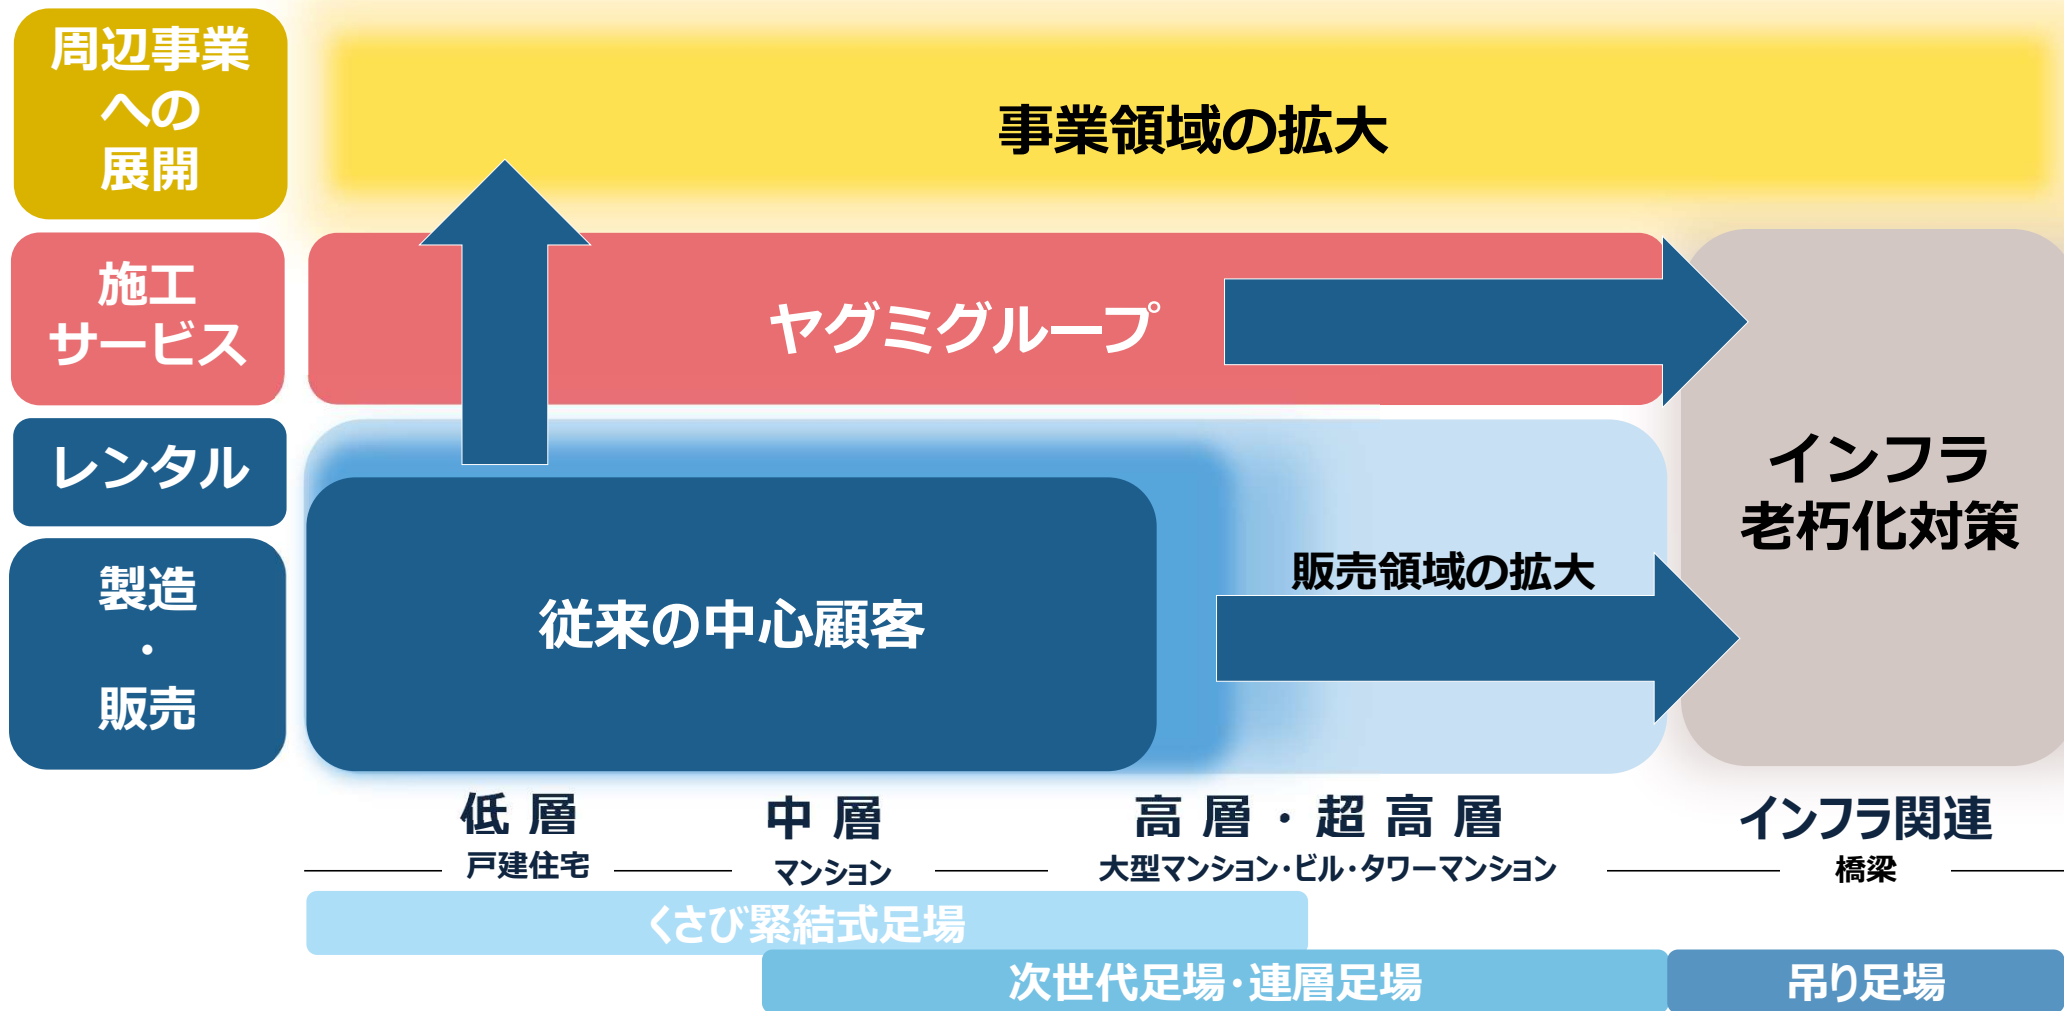 周辺事業
への
展開
事業領域の拡大
施工
サービス
ヤグミグループ
レンタル
製造
・
販売
従来の中心顧客
販売領域の拡大
インフラ
老朽化対策
低層
戸建住宅
中層
マンション
高層・超高層
大型マンション・ビル・タワーマンション
インフラ関連
橋梁
くさび緊結式足場
次世代足場・連層足場
吊り足場